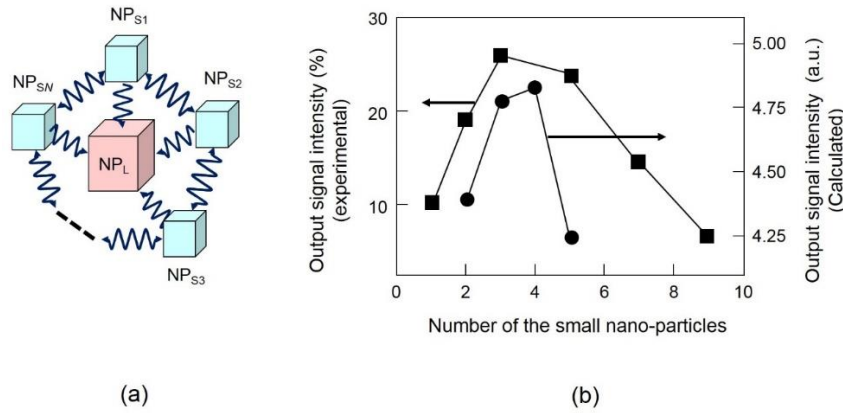 NPS1
NPSN
NPS2
NPL
NPS3
(a)
Output signal intensity (%)
(experimental)
30
20
10
0
2
4
6
8
10
Number of the small nano-particles
5.00
4.75
4.50
4.25
Output signal intensity (a.u.)
(Calculated)
(b)